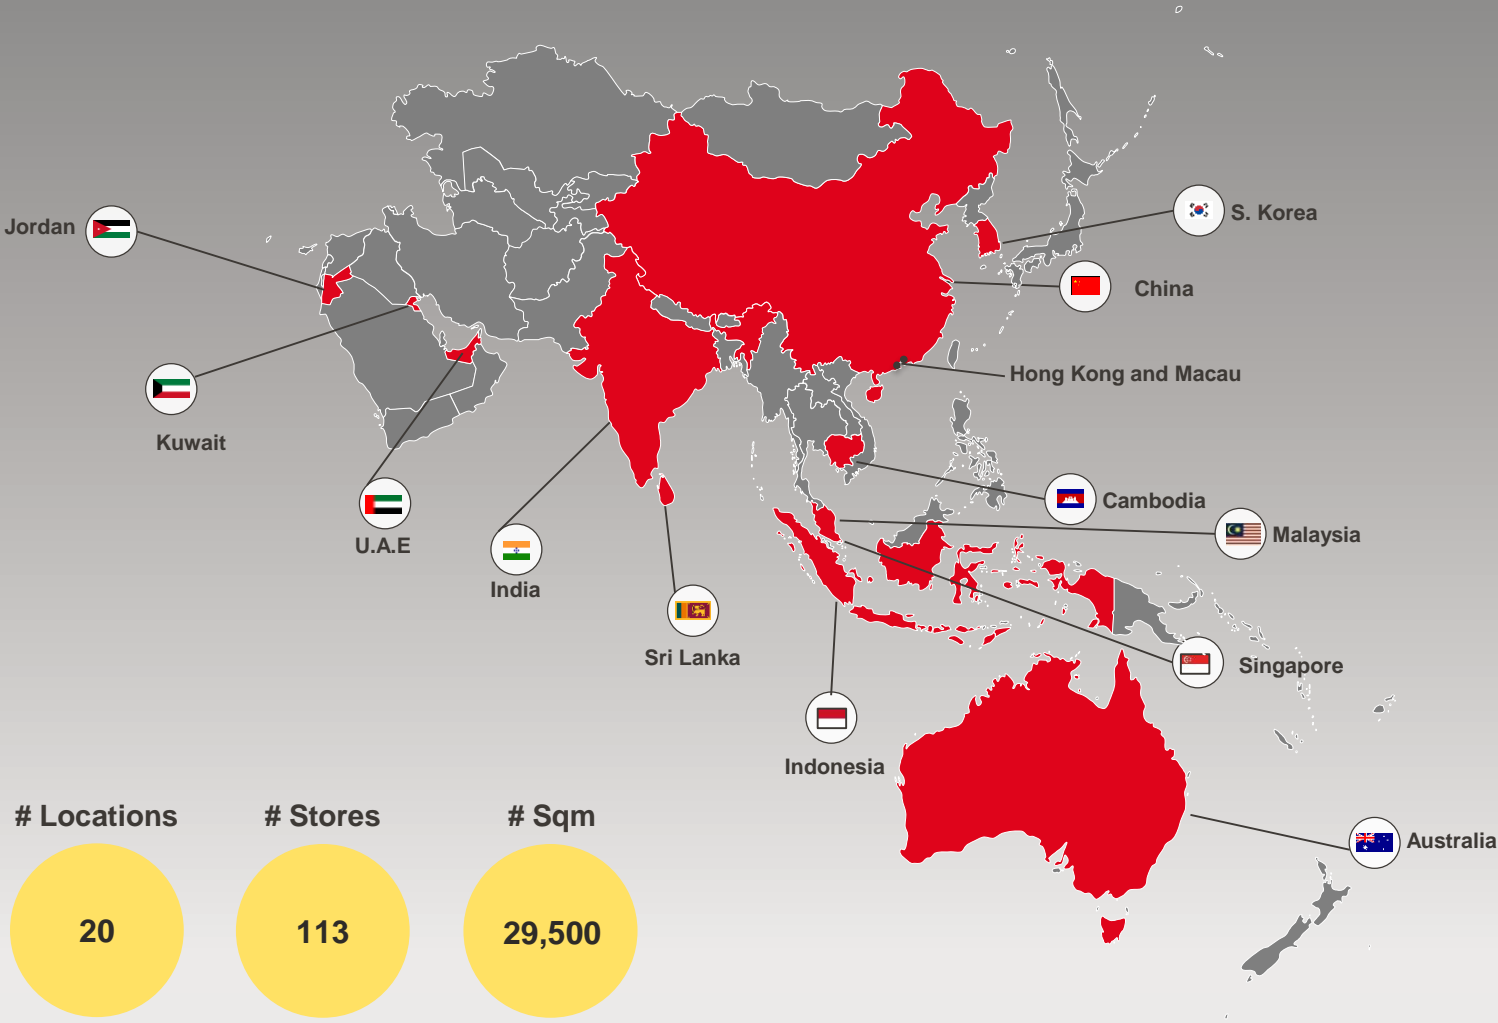 Jordan
S. Korea
China
Hong Kong and Macau
Kuwait
Cambodia
Malaysia
U.A.E
India
Sri Lanka
Singapore
Indonesia
# Locations
# Stores
# Sqm
Australia
20
113
29,500